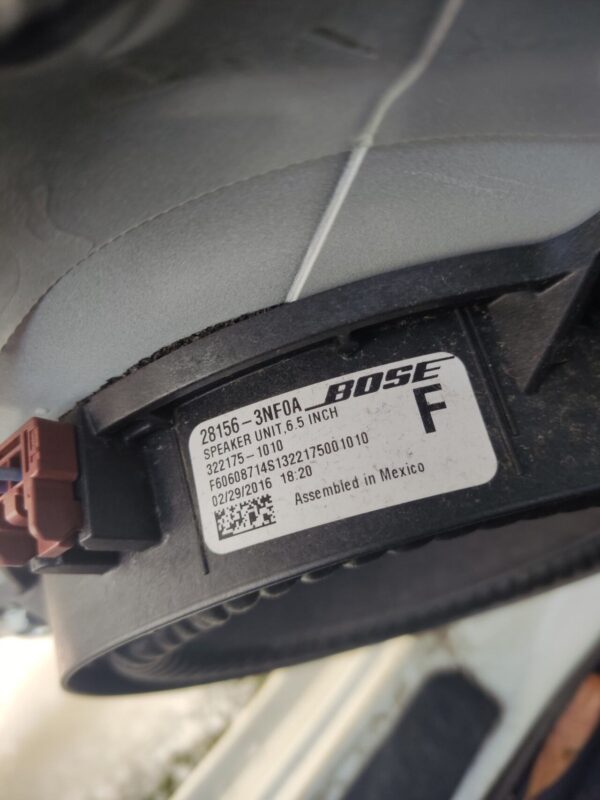 28156-3NF0A BOSE
SPEAKER UNIT,6.5 INCH
322175-1010 F
F60608714S1322175001010
02/29/2016 18:20
Assembled in Mexico